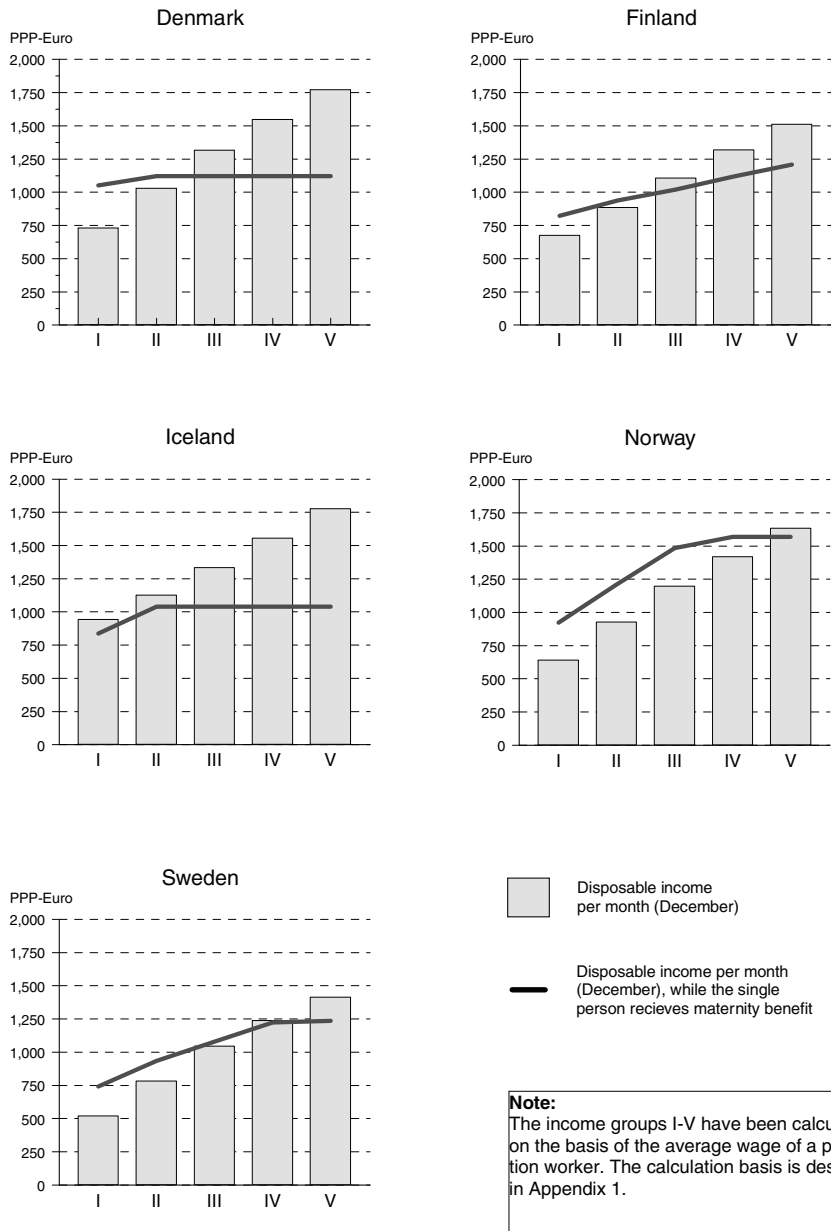 Denmark
PPP-Euro
2,000
1,750
1,500
1,250
1,000
750
500
250
0
I II III IV V
Finland
PPP-Euro
2,000
1,750
1,500
1,250
1,000
750
500
250
0
I II III IV V
Iceland
PPP-Euro
2,000
1,750
1,500
1,250
1,000
750
500
250
0
I II III IV V
Norway
PPP-Euro
2,000
1,750
1,500
1,250
1,000
750
500
250
0
I II III IV V
Sweden
PPP-Euro
2,000
1,750
1,500
1,250
1,000
750
500
250
0
I II III IV V
Disposable income
per month (December)
Disposable income per month
(December), while the single
person recieves maternity benefit
Note:
The income groups I-V have been calcu
on the basis of the average wage of a p
tion worker. The calculation basis is des
in Appendix 1.